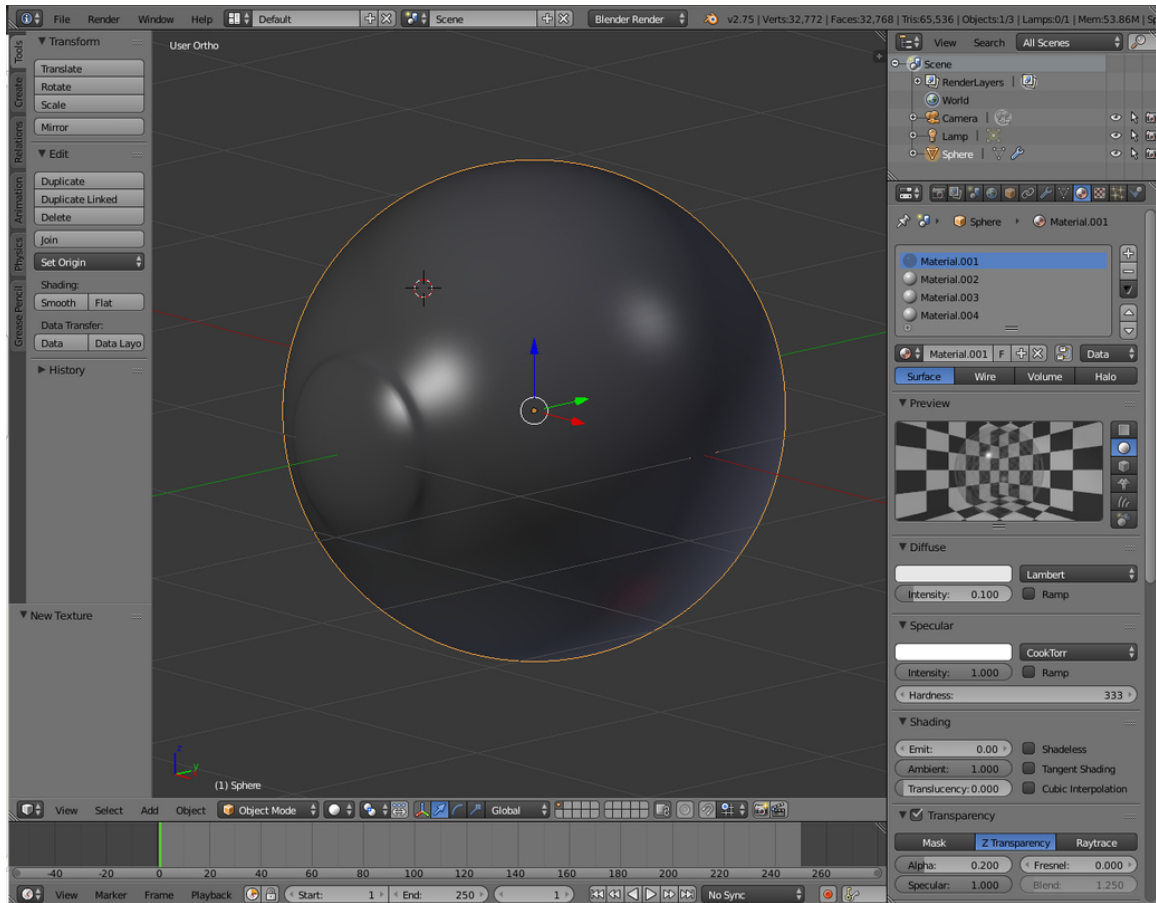 File Render Window Help Default Scene Blender Render v2.75 | Verts:32,772 | Faces:32,768 | Tris:65,536 | Objects:1/3 | Lamps:0/1 | Mem:53.86M | Sp
Tools
Create
Relations
Animation
Physics
Grease Pencil
Transform
Translate
Rotate
Scale
Mirror
Edit
Duplicate
Duplicate Linked
Delete
Join
Set Origin
Shading:
Smooth Flat
Data Transfer:
Data Data Layo
History
New Texture
User Ortho
z
y
(1) Sphere
View Select Add Object Object Mode Global
-40 -20 0 20 40 60 80 100 120 140 160 180 200 220 240 260
View Marker Frame Playback Start: 1 End: 250 1 No Sync
View Search All Scenes
Scene
RenderLayers |
World
Camera |
Lamp |
Sphere |
Sphere Material.001
Material.001
Material.002
Material.003
Material.004
Material.001 F Data
Surface Wire Volume Halo
Preview
Diffuse
Lambert
Intensity: 0.100 Ramp
Specular
CookTorr
Intensity: 1.000 Ramp
Hardness: 333
Shading
Emit: 0.00 Shadeless
Ambient: 1.000 Tangent Shading
Translucency: 0.000 Cubic Interpolation
Transparency
Mask Z Transparency Raytrace
Alpha: 0.200 Fresnel: 0.000
Specular: 1.000 Blend: 1.250